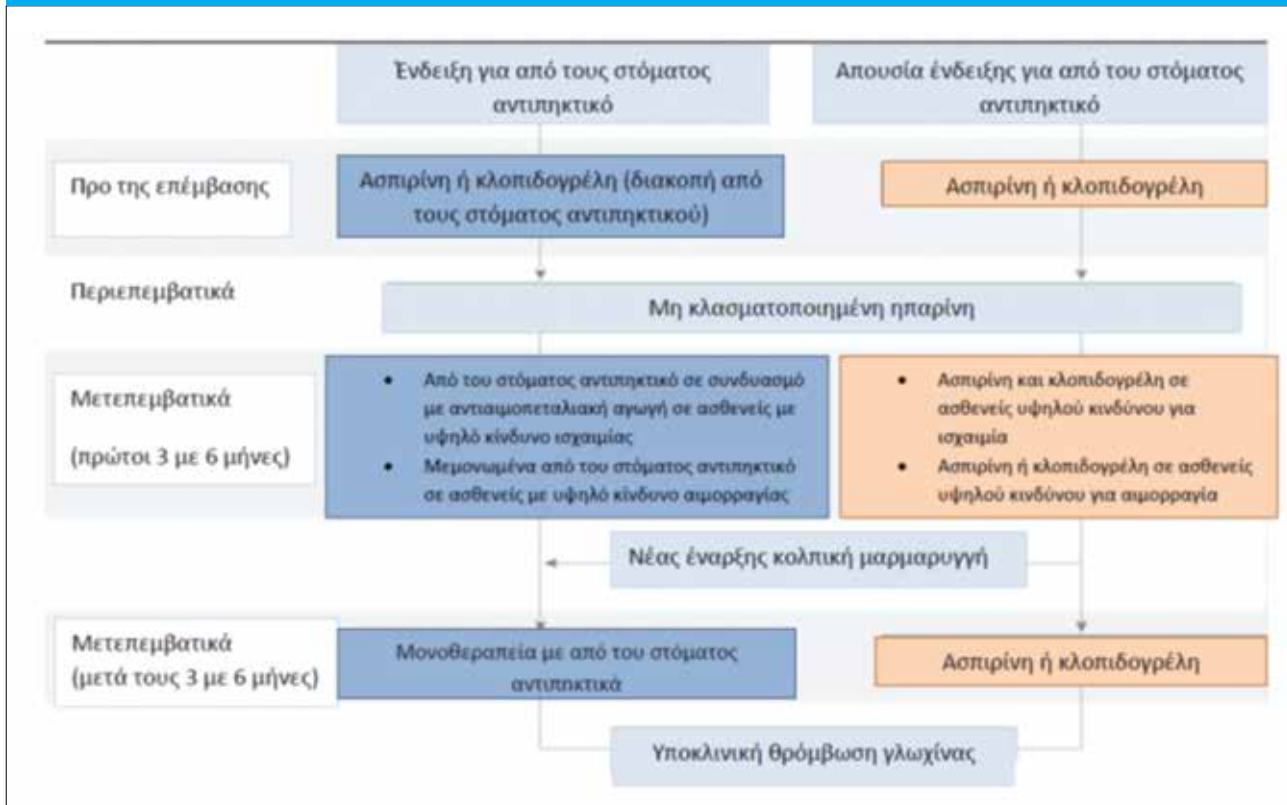 Ένδειξη για από τους στόματος
αντιπηκτικό
Απουσία ένδειξης για από του στόματος
αντιπηκτικό
Προ της επέμβασης
Ασπιρίνη ή κλοπιδογρέλη (διακοπή από
τους στόματος αντιπηκτικού)
Ασπιρίνη ή κλοπιδογρέλη
Περιεπεμβατικά
Μη κλασματοποιημένη ηπαρίνη
Μετεπεμβατικά
(πρώτοι 3 με 6 μήνες)
• Από του στόματος αντιπηκτικό σε συνδυασμό
με αντιαιμοπεταλιακή αγωγή σε ασθενείς με
υψηλό κίνδυνο ισχαιμίας
• Μεμονωμένα από του στόματος αντιπηκτικό
σε ασθενείς με υψηλό κίνδυνο αιμορραγίας
• Ασπιρίνη και κλοπιδογρέλη σε
ασθενείς υψηλού κινδύνου για
ισχαιμία
• Ασπιρίνη ή κλοπιδογρέλη σε ασθενείς
υψηλού κινδύνου για αιμορραγία
Νέας έναρξης κολπική μαρμαρυγγή
Μετεπεμβατικά
(μετά τους 3 με 6 μήνες)
Μονοθεραπεία με από του στόματος
αντιπηκτικά
Ασπιρίνη ή κλοπιδογρέλη
Υποκλινική θρόμβωση γλωχίνας